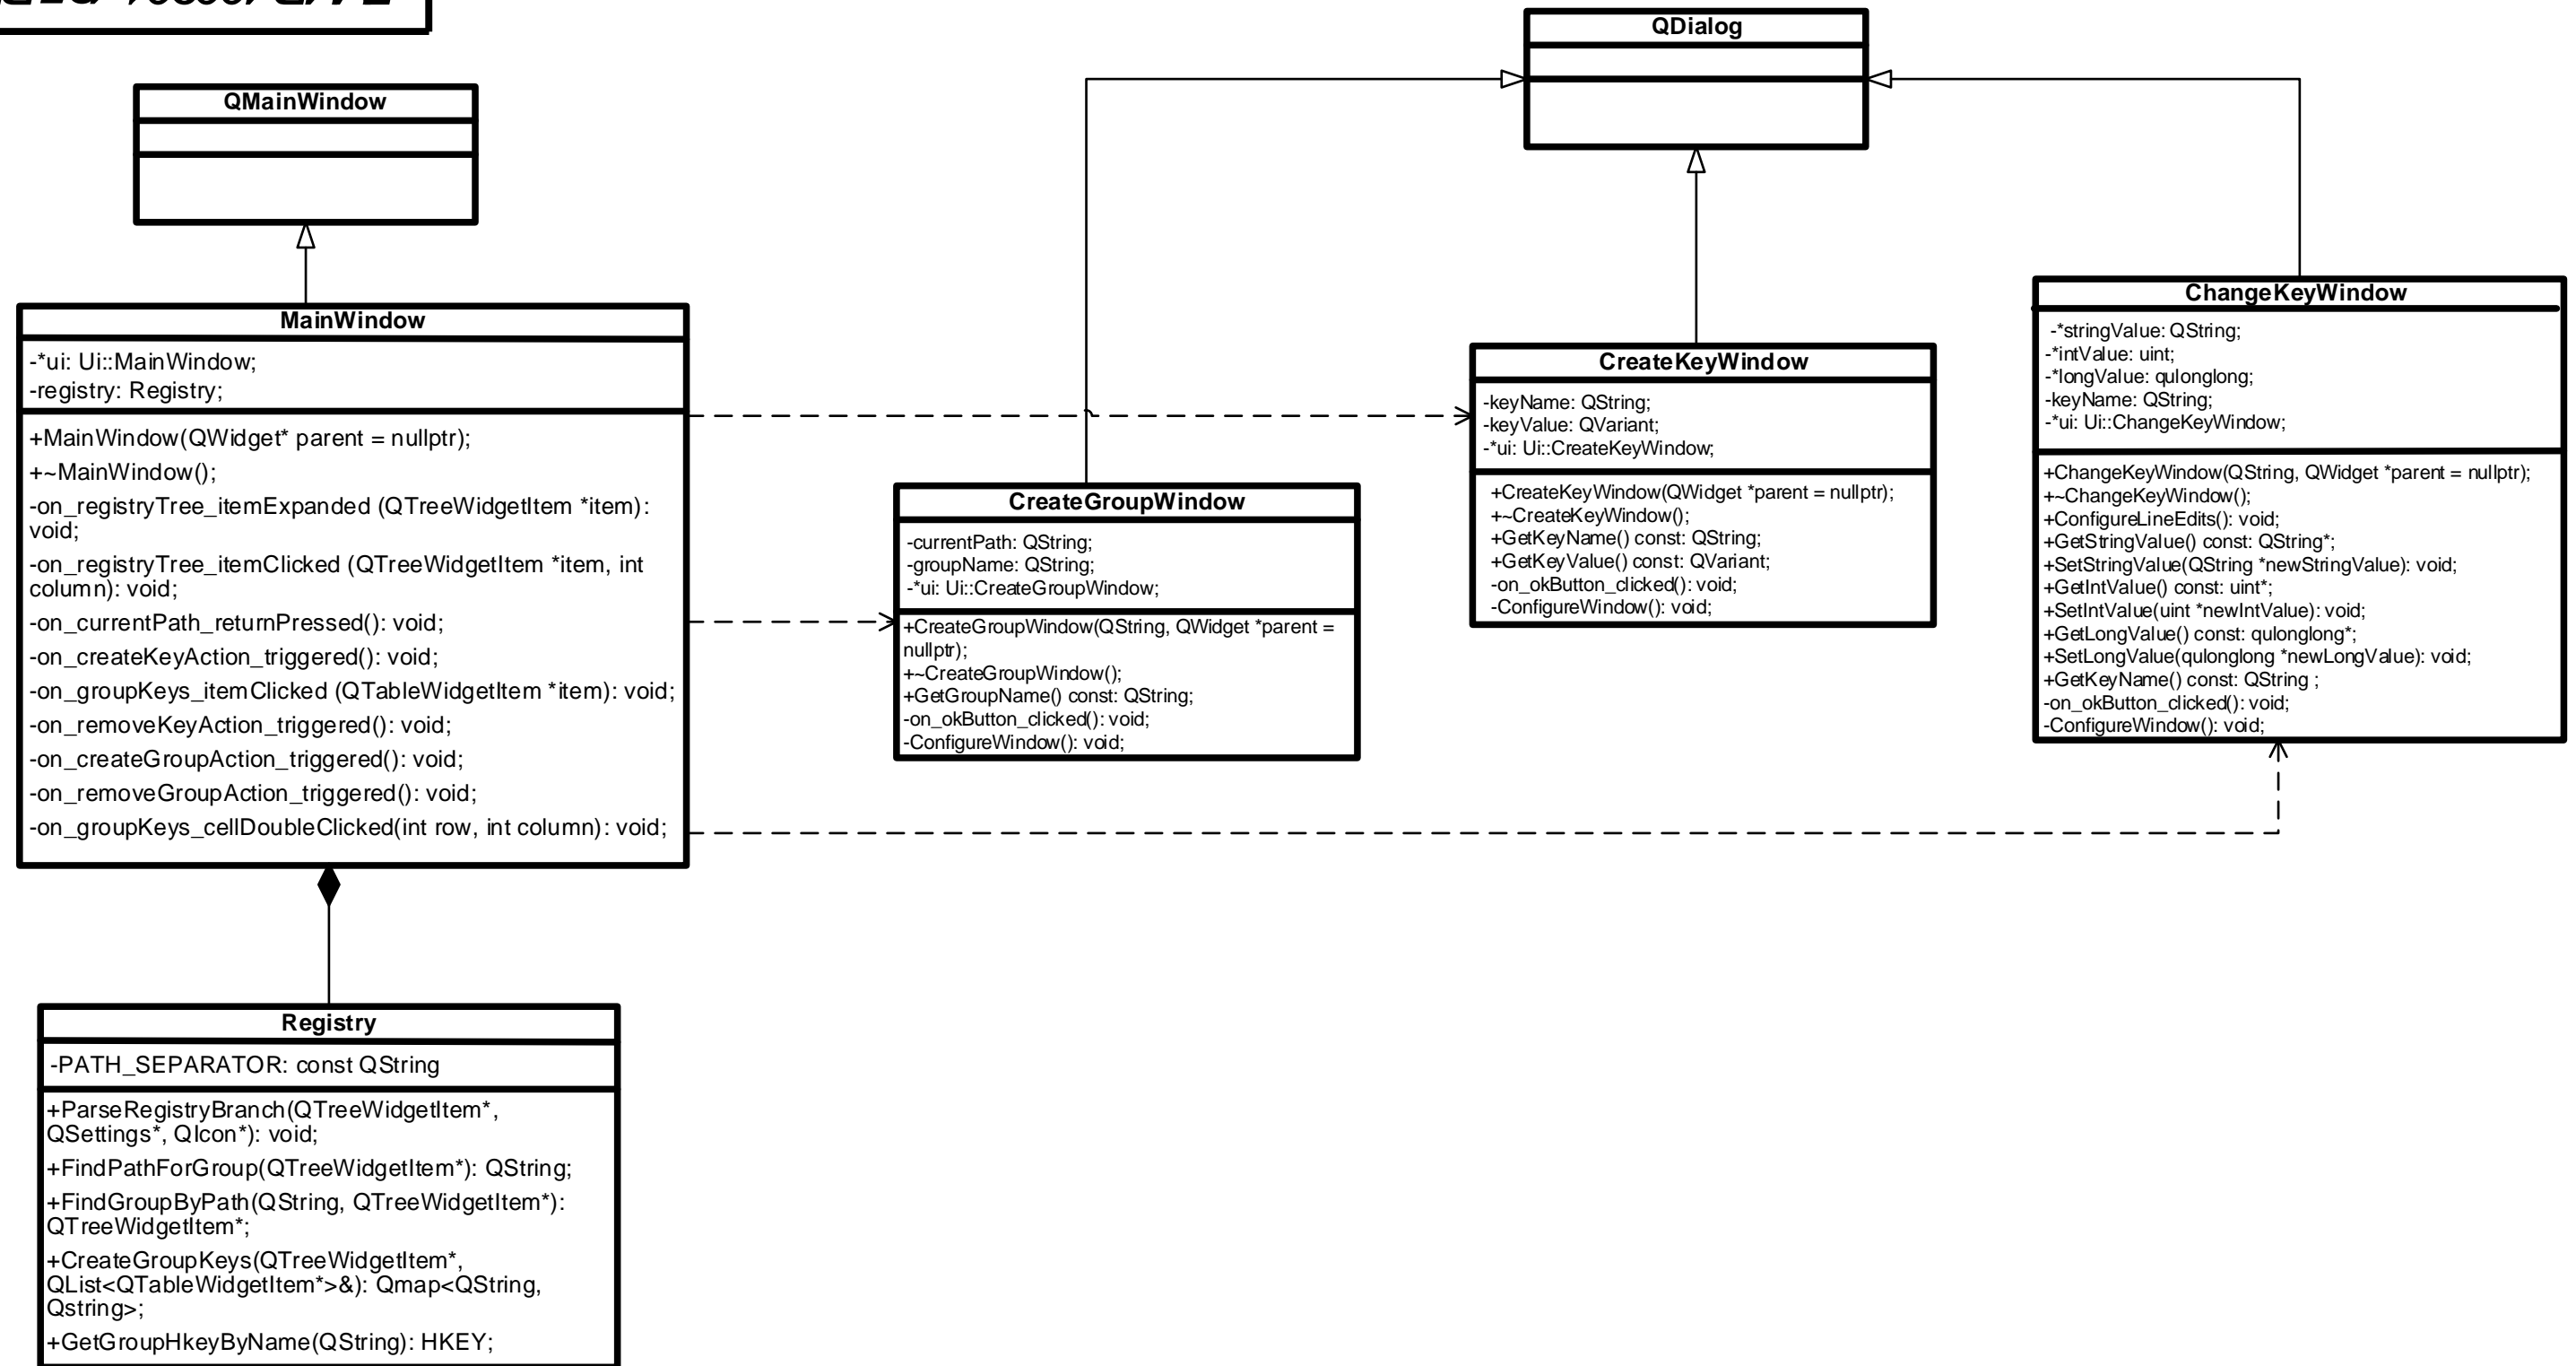 QDialog
QMainWindow
MainWindow
-*ui: Ui::MainWindow;
-registry: Registry;
+MainWindow(QWidget* parent = nullptr);
+~MainWindow();
-on_registryTree_itemExpanded (QTreeWidgetItem *item):
void;
-on_registryTree_itemClicked (QTreeWidgetItem *item, int
column): void;
-on_currentPath_returnPressed(): void;
-on_createKeyAction_triggered(): void;
-on_groupKeys_itemClicked (QTableWidgetItem *item): void;
-on_removeKeyAction_triggered(): void;
-on_createGroupAction_triggered(): void;
-on_removeGroupAction_triggered(): void;
-on_groupKeys_cellDoubleClicked(int row, int column): void;
CreateGroupWindow
-currentPath: QString;
-groupName: QString;
-*ui: Ui::CreateGroupWindow;
+CreateGroupWindow(QString, QWidget *parent =
nullptr);
+~CreateGroupWindow();
+GetGroupName() const: QString;
-on_okButton_clicked(): void;
-ConfigureWindow(): void;
CreateKeyWindow
-keyName: QString;
-keyValue: QVariant;
-*ui: Ui::CreateKeyWindow;
+CreateKeyWindow(QWidget *parent = nullptr);
+~CreateKeyWindow();
+GetKeyName() const: QString;
+GetKeyValue() const: QVariant;
-on_okButton_clicked(): void;
-ConfigureWindow(): void;
ChangeKeyWindow
-*stringValue: QString;
-*intValue: uint;
-*longValue: qulonglong;
-keyName: QString;
-*ui: Ui::ChangeKeyWindow;
+ChangeKeyWindow(QString, QWidget *parent = nullptr);
+~ChangeKeyWindow();
+ConfigureLineEdits(): void;
+GetStringValue() const: QString*;
+SetStringValue(QString *newStringValue): void;
+GetIntValue() const: uint*;
+SetIntValue(uint *newIntValue): void;
+GetLongValue() const: qulonglong*;
+SetLongValue(qulonglong *newLongValue): void;
+GetKeyName() const: QString ;
-on_okButton_clicked(): void;
-ConfigureWindow(): void;
Registry
-PATH_SEPARATOR: const QString
+ParseRegistryBranch(QTreeWidgetItem*,
QSettings*, QIcon*): void;
+FindPathForGroup(QTreeWidgetItem*): QString;
+FindGroupByPath(QString, QTreeWidgetItem*):
QTreeWidgetItem*;
+CreateGroupKeys(QTreeWidgetItem*,
QList<QTableWidgetItem*>&): Qmap<QString,
Qstring>;
+GetGroupHkeyByName(QString): HKEY;